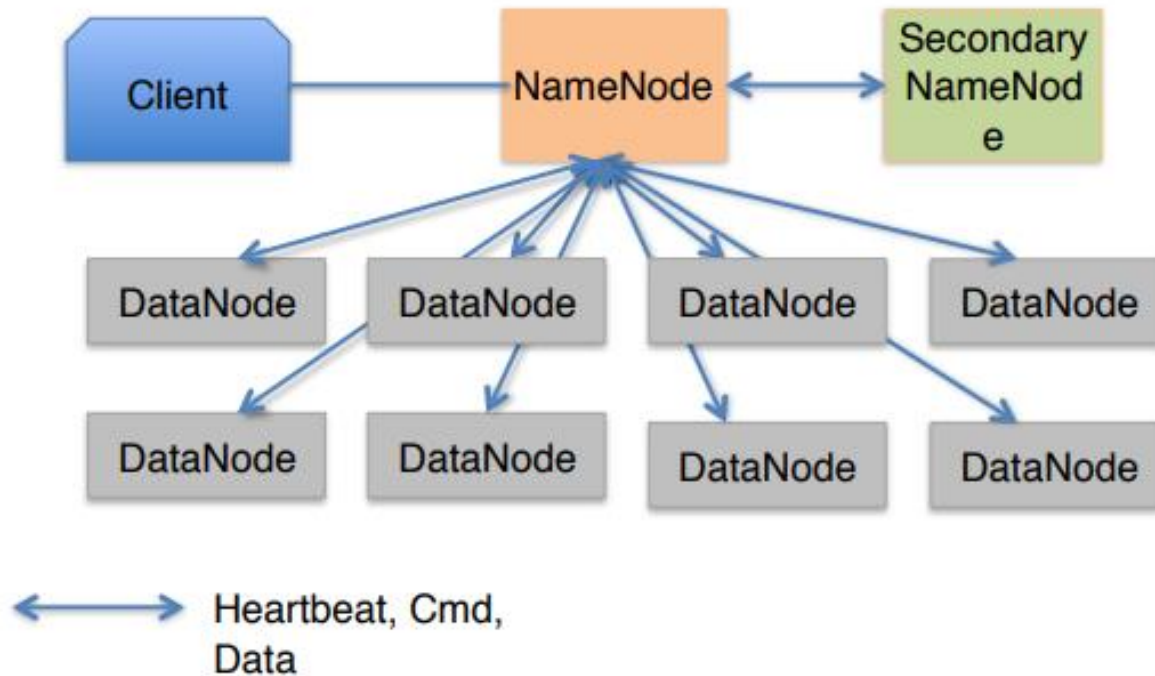 Client
NameNode
Secondary
NameNod
e
DataNode
DataNode
DataNode
DataNode
DataNode
DataNode
DataNode
DataNode
Heartbeat, Cmd,
Data